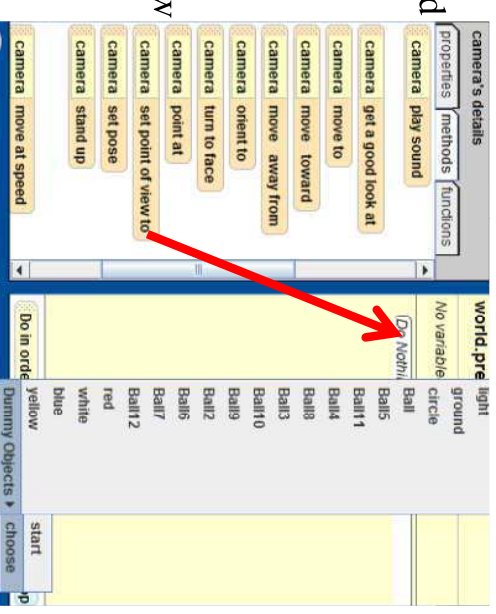 camera's details
properties methods functions
camera play sound
camera get a good look at
camera move to
camera move toward
camera move away from
camera orient to
camera turn to face
camera point at
camera set point of view to
camera set pose
camera stand up
camera move at speed
world.pre
No variable
Do Nothi
Do in orde
light
ground
circle
Ball
Ball5
Ball11
Ball4
Ball8
Ball3
Ball10
Ball9
Ball2
Ball6
Ball7
Ball12
red
white
blue
yellow
Dummy Objects
start
choose
op
d
w